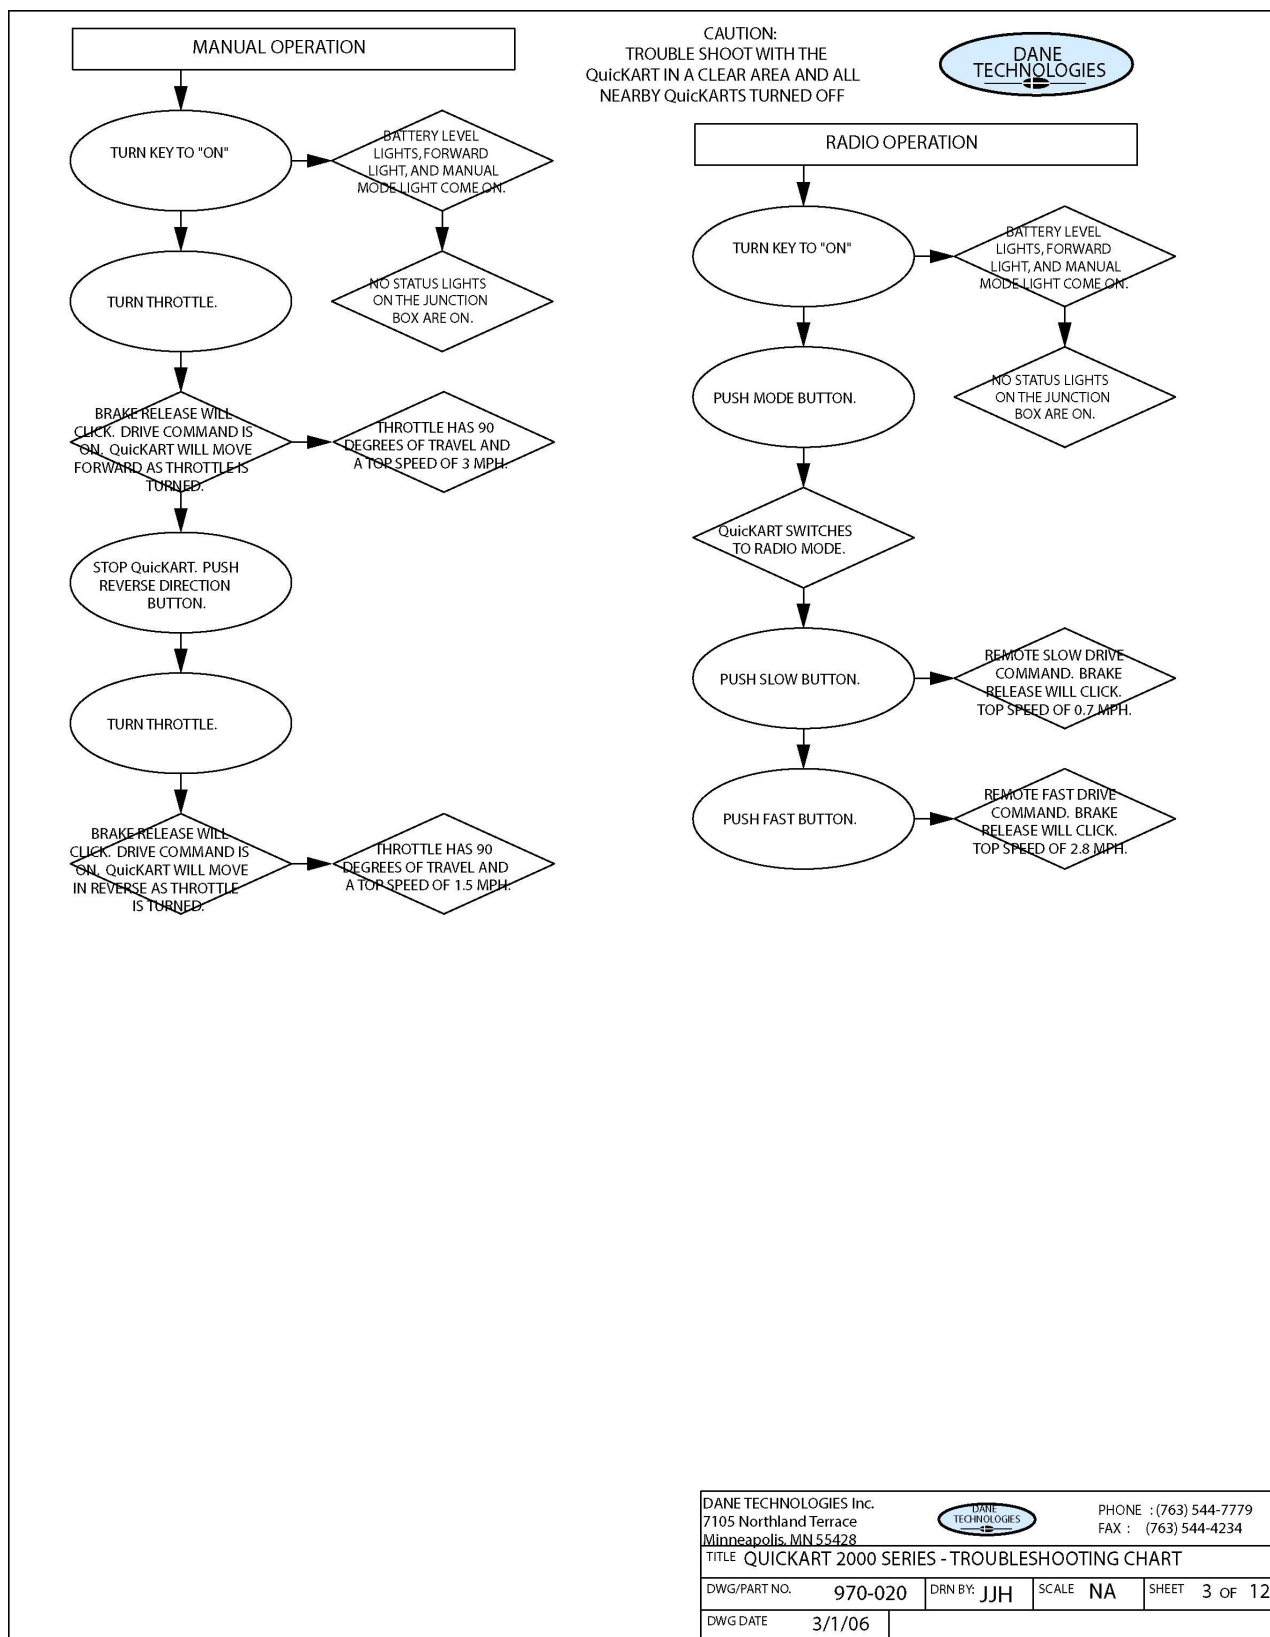 MANUAL OPERATION
CAUTION:
TROUBLE SHOOT WITH THE
QuicKART IN A CLEAR AREA AND ALL
NEARBY QuicKARTS TURNED OFF
DANE
TECHNOLOGIES
TURN KEY TO "ON"
BATTERY LEVEL
LIGHTS, FORWARD
LIGHT, AND MANUAL
MODE LIGHT COME ON.
NO STATUS LIGHTS
ON THE JUNCTION
BOX ARE ON.
TURN THROTTLE.
BRAKE RELEASE WILL
CLICK. DRIVE COMMAND IS
ON. QuicKART WILL MOVE
FORWARD AS THROTTLE IS
TURNED.
THROTTLE HAS 90
DEGREES OF TRAVEL AND
A TOP SPEED OF 3 MPH.
STOP QuicKART. PUSH
REVERSE DIRECTION
BUTTON.
TURN THROTTLE.
BRAKE RELEASE WILL
CLICK. DRIVE COMMAND IS
ON. QuicKART WILL MOVE
IN REVERSE AS THROTTLE
IS TURNED.
THROTTLE HAS 90
DEGREES OF TRAVEL AND
A TOP SPEED OF 1.5 MPH.
RADIO OPERATION
TURN KEY TO "ON"
BATTERY LEVEL
LIGHTS, FORWARD
LIGHT, AND MANUAL
MODE LIGHT COME ON.
NO STATUS LIGHTS
ON THE JUNCTION
BOX ARE ON.
PUSH MODE BUTTON.
QuicKART SWITCHES
TO RADIO MODE.
PUSH SLOW BUTTON.
REMOTE SLOW DRIVE
COMMAND. BRAKE
RELEASE WILL CLICK.
TOP SPEED OF 0.7 MPH.
PUSH FAST BUTTON.
REMOTE FAST DRIVE
COMMAND. BRAKE
RELEASE WILL CLICK.
TOP SPEED OF 2.8 MPH.
DANE TECHNOLOGIES Inc.
7105 Northland Terrace
Minneapolis, MN 55428
DANE
TECHNOLOGIES
PHONE : (763) 544-7779
FAX : (763) 544-4234
TITLE QUICKART 2000 SERIES - TROUBLESHOOTING CHART
DWG/PART NO. 970-020 DRN BY: JJH SCALE NA SHEET 3 OF 12
DWG DATE 3/1/06